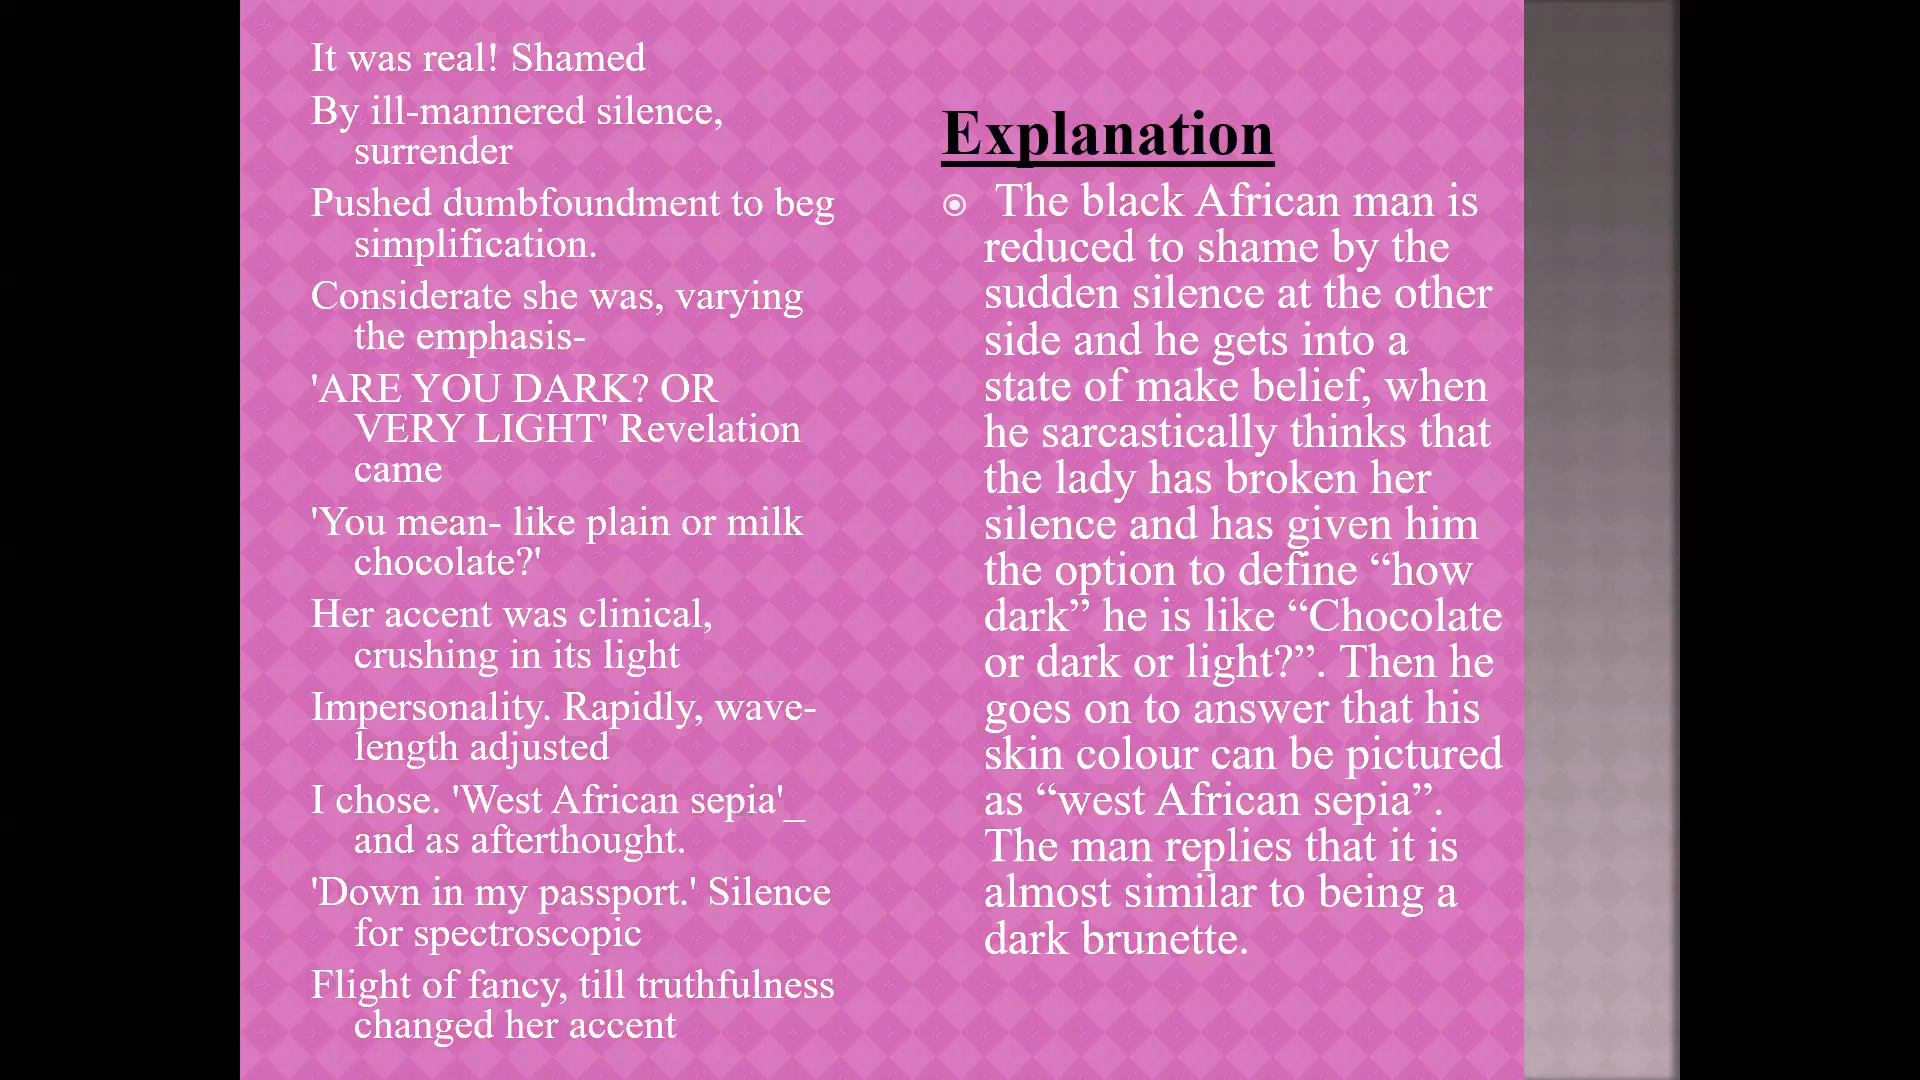 It was real! Shamed
By ill-mannered silence,
surrender
Pushed dumbfoundment to beg
simplification.
Considerate she was, varying
the emphasis-
'ARE YOU DARK? OR
VERY LIGHT' Revelation
came
'You mean- like plain or milk
chocolate?'
Her accent was clinical,
crushing in its light
Impersonality. Rapidly, wave-
length adjusted
I chose. 'West African sepia'_
and as afterthought.
'Down in my passport.' Silence
for spectroscopic
Flight of fancy, till truthfulness
changed her accent
Explanation
The black African man is
reduced to shame by the
sudden silence at the other
side and he gets into a
state of make belief, when
he sarcastically thinks that
the lady has broken her
silence and has given him
the option to define “how
dark” he is like “Chocolate
or dark or light?”. Then he
goes on to answer that his
skin colour can be pictured
as “west African sepia”.
The man replies that it is
almost similar to being a
dark brunette.